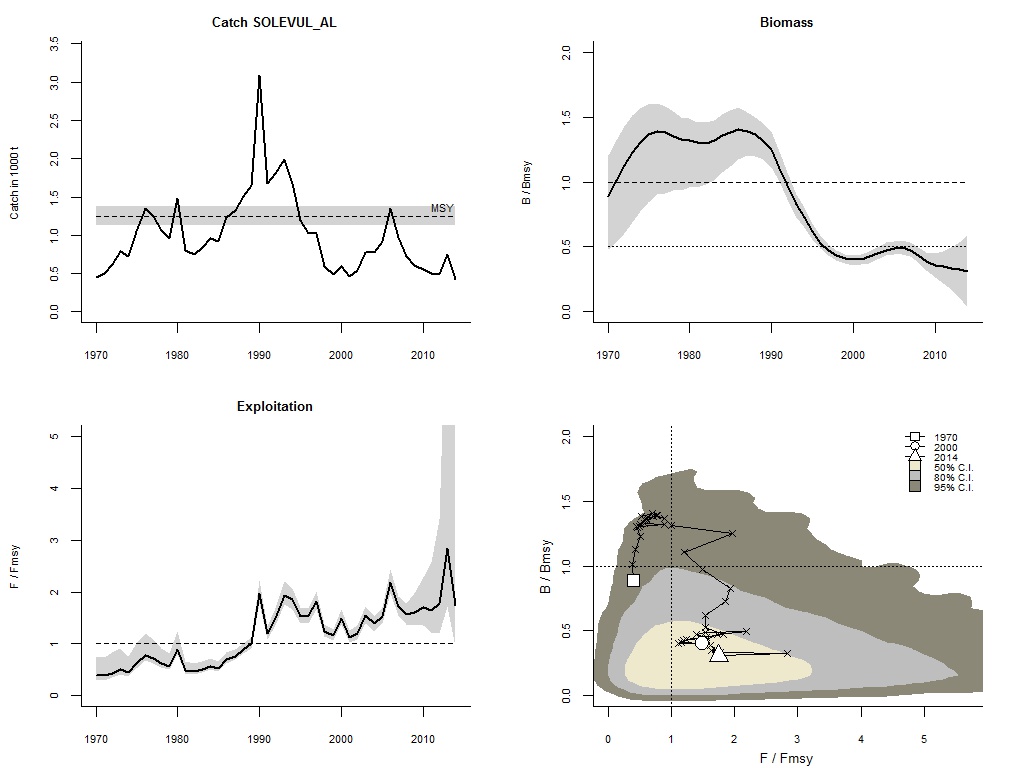 Catch SOLEVUL_AL
Catch in 1000 t
3.5
3.0
2.5
2.0
1.5
1.0
0.5
0.0
MSY
1970 1980 1990 2000 2010
Biomass
B / Bmsy
2.0
1.5
1.0
0.5
0.0
1970 1980 1990 2000 2010
Exploitation
F / Fmsy
5
4
3
2
1
0
1970 1980 1990 2000 2010
B / Bmsy
2.0
1.5
1.0
0.5
0.0
1970
2000
2014
50% C.I.
80% C.I.
95% C.I.
0 1 2 3 4 5
F / Fmsy